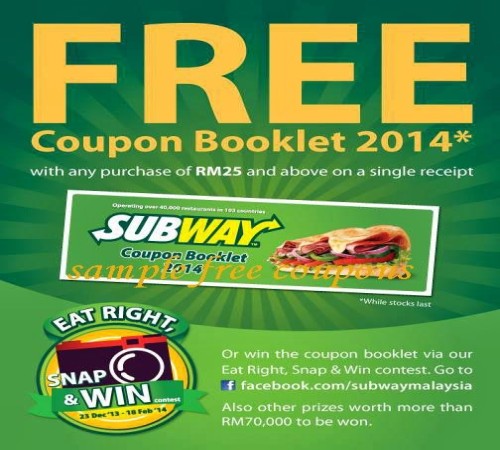 FREE
Coupon Booklet 2014*
with any purchase of RM25 and above on a single receipt
Operating over 40,000 restaurants in 102 countries
SUBWAY™
Coupon Booklet
2014
sample free coupons
*While stocks last
EAT RIGHT,
SNAP
& WIN
contest
23 Dec '13 - 18 Feb '14
Or win the coupon booklet via our
Eat Right, Snap & Win contest. Go to
f facebook.com/subwaymalaysia
Also other prizes worth more than
RM70,000 to be won.